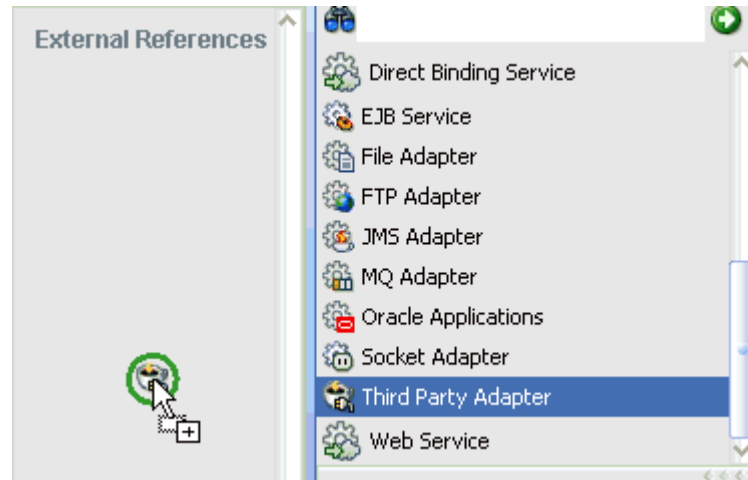 External References
Direct Binding Service
EJB Service
File Adapter
FTP Adapter
JMS Adapter
MQ Adapter
Oracle Applications
Socket Adapter
Third Party Adapter
Web Service